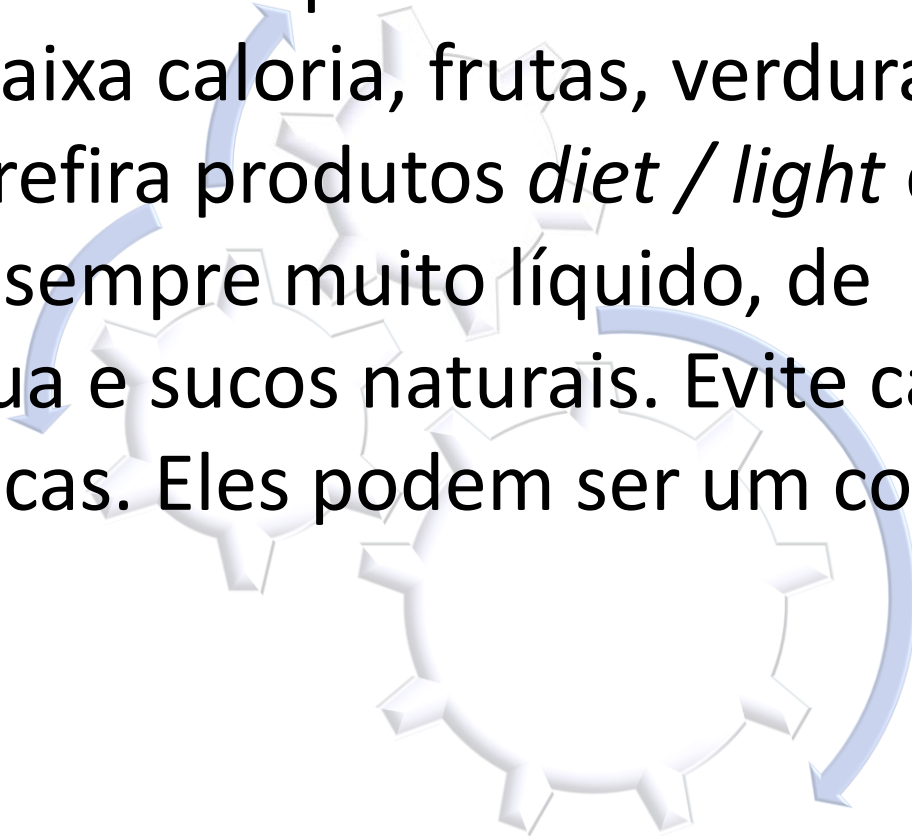 aixa caloria, frutas, verdura
refira produtos diet / light
sempre muito líquido, de
ua e sucos naturais. Evite ca
cas. Eles podem ser um co